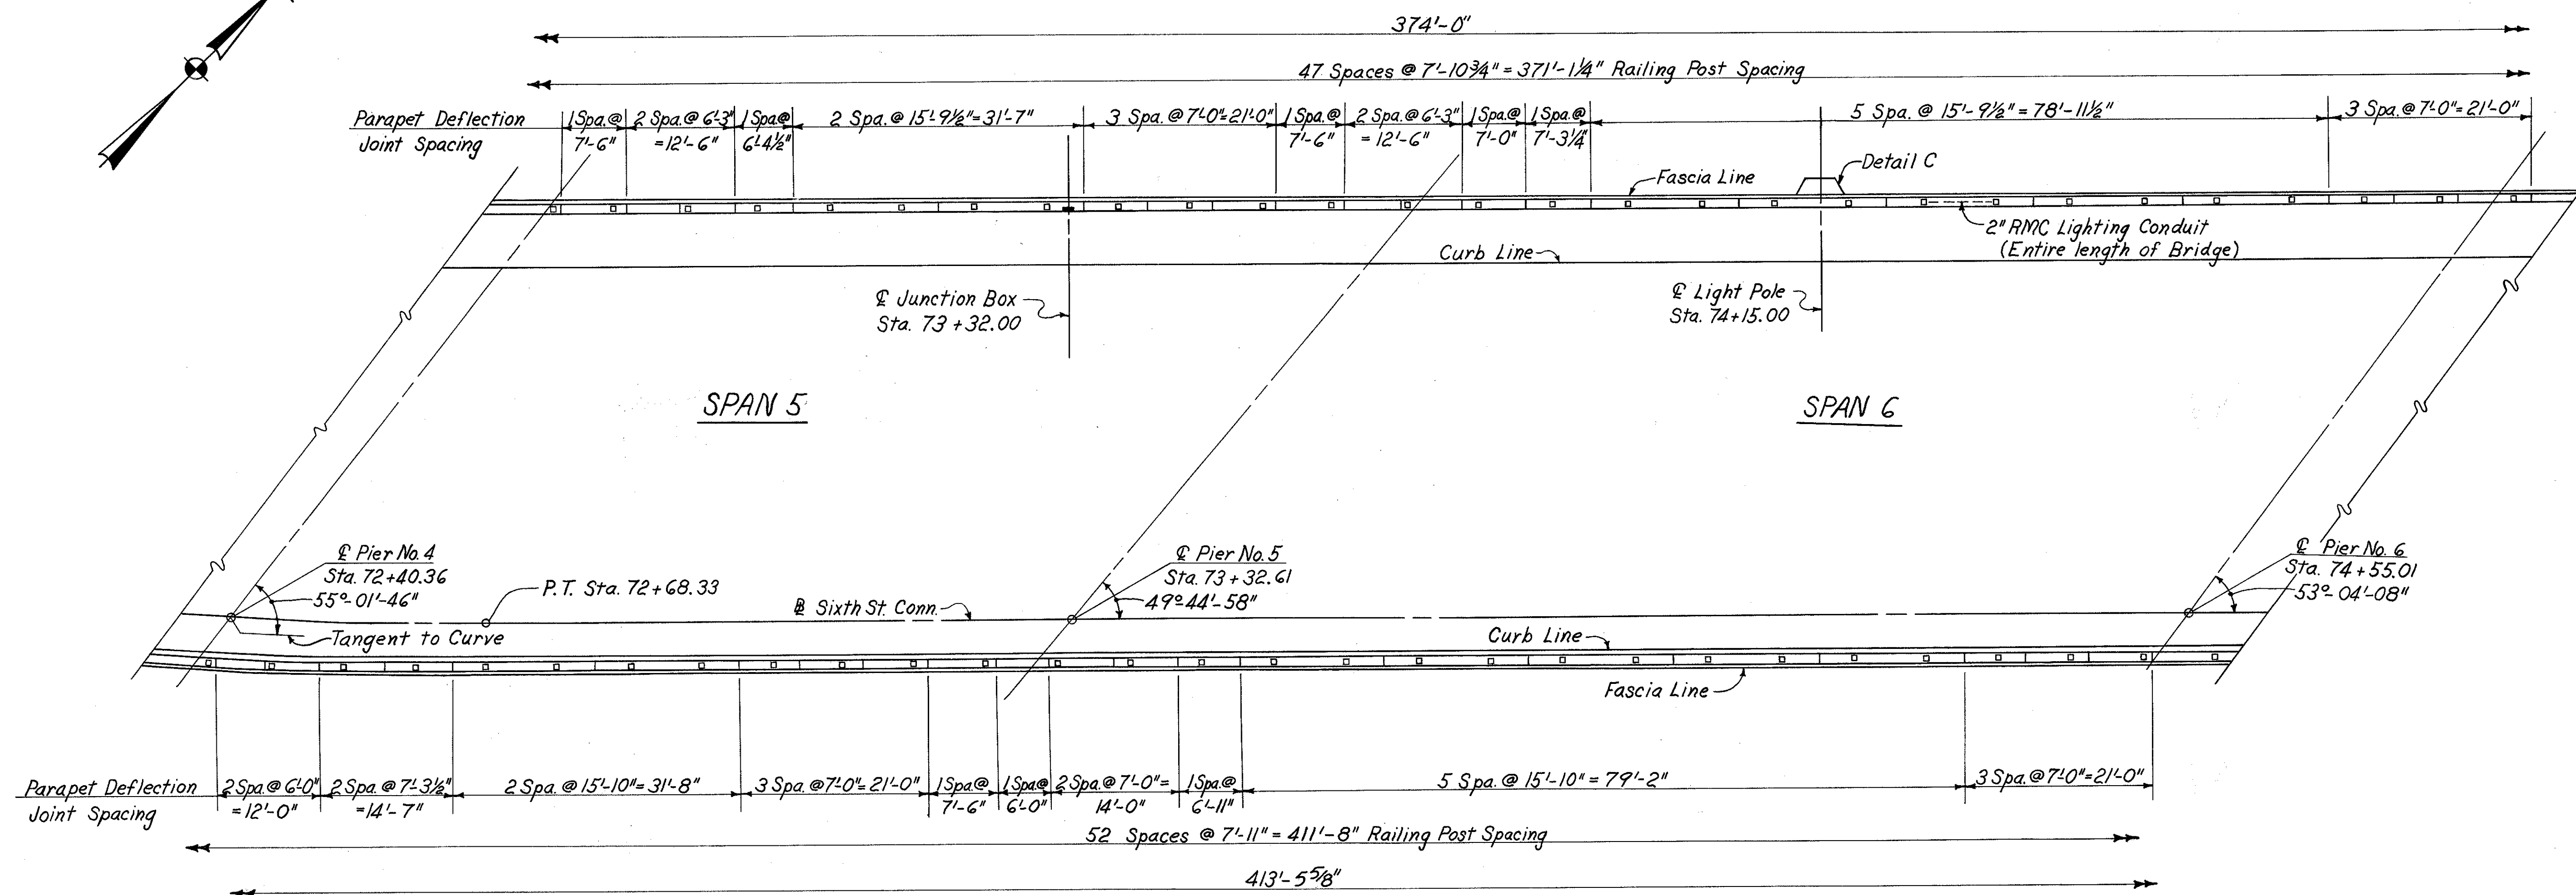 374'-0"
47 Spaces @ 7'-10¾" = 371'-1¼" Railing Post Spacing
Parapet Deflection
Joint Spacing
1 Spa. @
7'-6"
2 Spa. @ 6'-3"
=12'-6"
1 Spa. @
6'-4½"
2 Spa. @ 15'-9½" = 31'-7"
3 Spa. @ 7'-0" = 21'-0"
1 Spa. @
7'-6"
2 Spa. @ 6'-3"
= 12'-6"
1 Spa. @
7'-0"
1 Spa. @
7'-3¼"
5 Spa. @ 15'-9½" = 78'-11½"
3 Spa. @ 7'-0" = 21'-0"
Detail C
Fascia Line
2" RMC Lighting Conduit
(Entire length of Bridge)
Curb Line
℄ Junction Box
Sta. 73+32.00
℄ Light Pole
Sta. 74+15.00
SPAN 5
SPAN 6
℄ Pier No. 4
Sta. 72+40.36
55°-01'-46"
Tangent to Curve
P.T. Sta. 72+68.33
℄ Pier No. 5
Sta. 73+32.61
49°-44'-58"
℄ Pier No. 6
Sta. 74+55.01
53°-04'-08"
Sixth St. Conn.
Curb Line
Fascia Line
Parapet Deflection
Joint Spacing
2 Spa. @ 6'-0"
= 12'-0"
2 Spa. @ 7'-3½"
=14'-7"
2 Spa. @ 15'-10" = 31'-8"
3 Spa. @ 7'-0" = 21'-0"
1 Spa. @
7'-6"
1 Spa. @
6'-0"
2 Spa. @ 7'-0" =
14'-0"
1 Spa. @
6'-11"
5 Spa. @ 15'-10" = 79'-2"
3 Spa. @ 7'-0" = 21'-0"
52 Spaces @ 7'-11" = 411'-8" Railing Post Spacing
413'-5⅝"